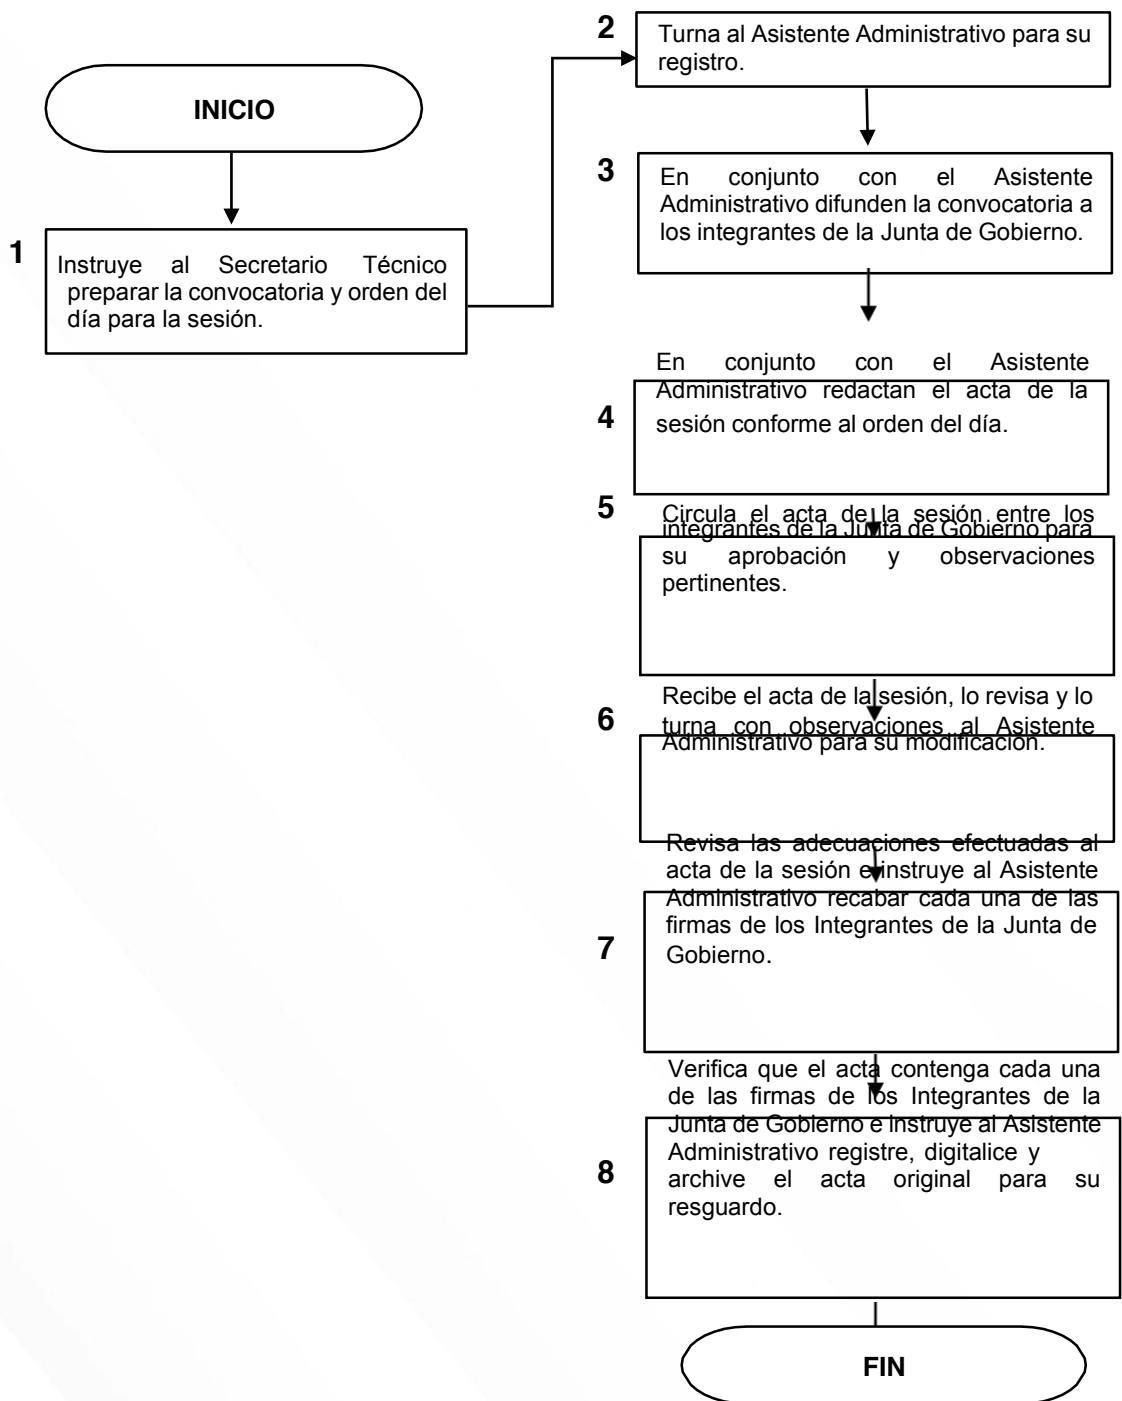 INICIO
1
Instruye al Secretario Técnico
preparar la convocatoria y orden del
día para la sesión.
2
Turna al Asistente Administrativo para su
registro.
3
En conjunto con el Asistente
Administrativo difunden la convocatoria a
los integrantes de la Junta de Gobierno.
4
En conjunto con el Asistente
Administrativo redactan el acta de la
sesión conforme al orden del día.
5
Circula el acta de la sesión entre los
integrantes de la Junta de Gobierno para
su aprobación y observaciones
pertinentes.
6
Recibe el acta de la sesión, lo revisa y lo
turna con observaciones al Asistente
Administrativo para su modificación.
7
Revisa las adecuaciones efectuadas al
acta de la sesión e instruye al Asistente
Administrativo recabar cada una de las
firmas de los Integrantes de la Junta de
Gobierno.
8
Verifica que el acta contenga cada una
de las firmas de los Integrantes de la
Junta de Gobierno e instruye al Asistente
Administrativo registre, digitalice y
archive el acta original para su
resguardo.
FIN